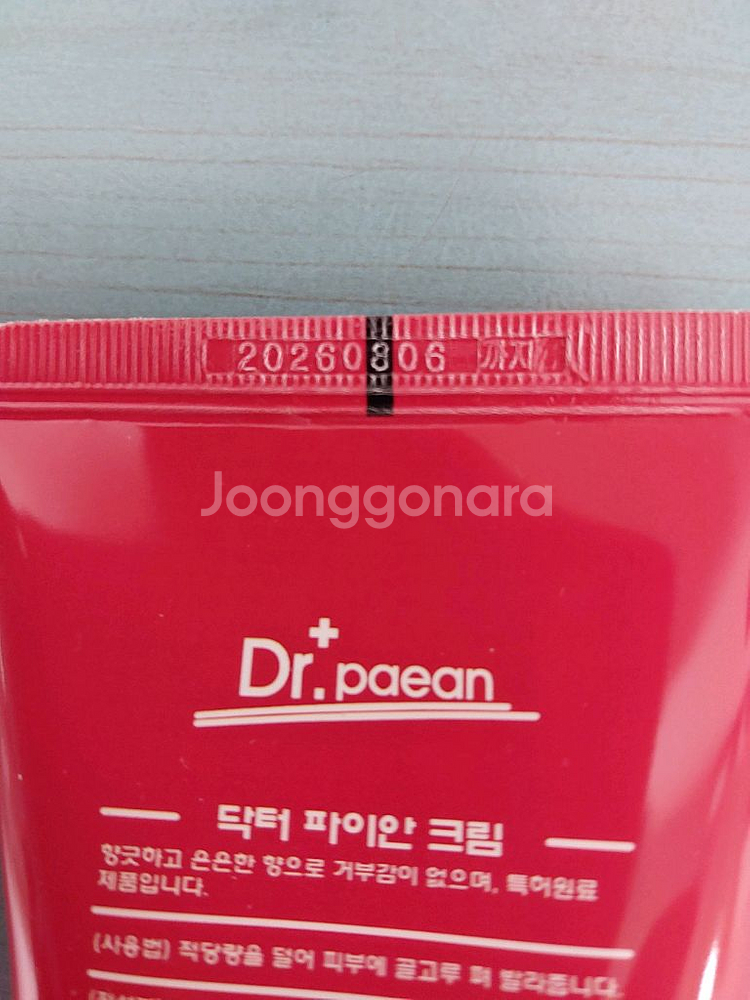 20260806 까지
Joonggonara
Dr.paean
닥터 파이안 크림
향긋하고 은은한 향으로 거부감이 없으며, 특허원료
제품입니다.
(사용법) 적당량을 덜어 피부에 골고루 펴 발라줍니다.